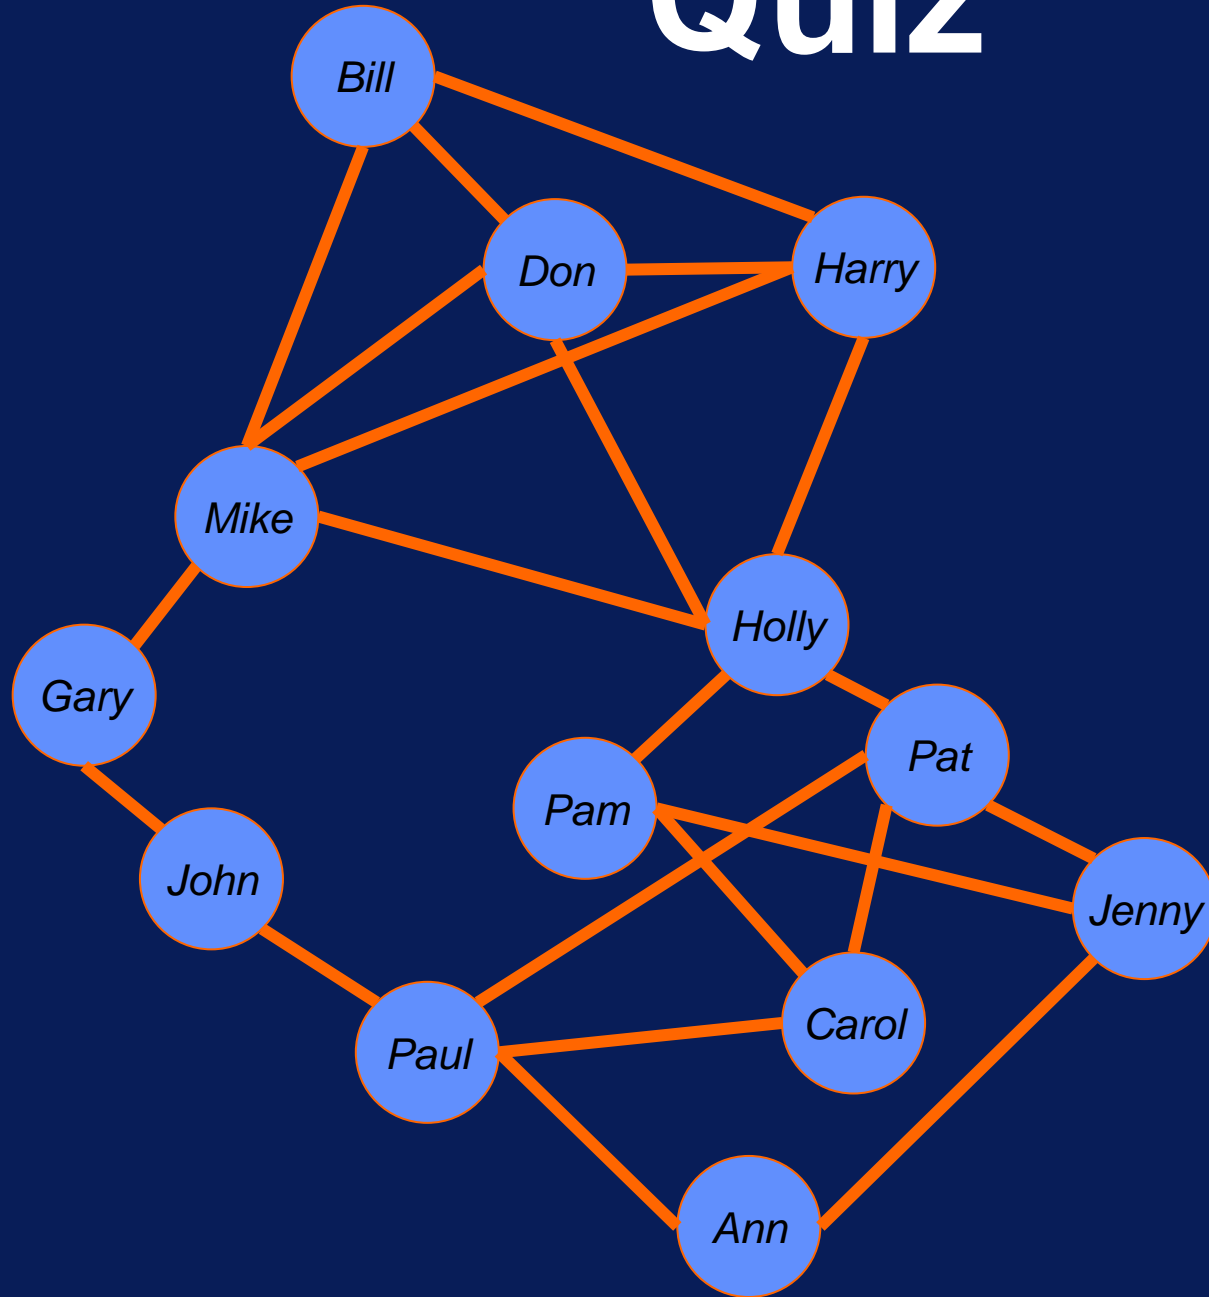 Quiz
Bill
Don
Harry
Mike
Holly
Gary
Pat
Pam
John
Jenny
Carol
Paul
Ann